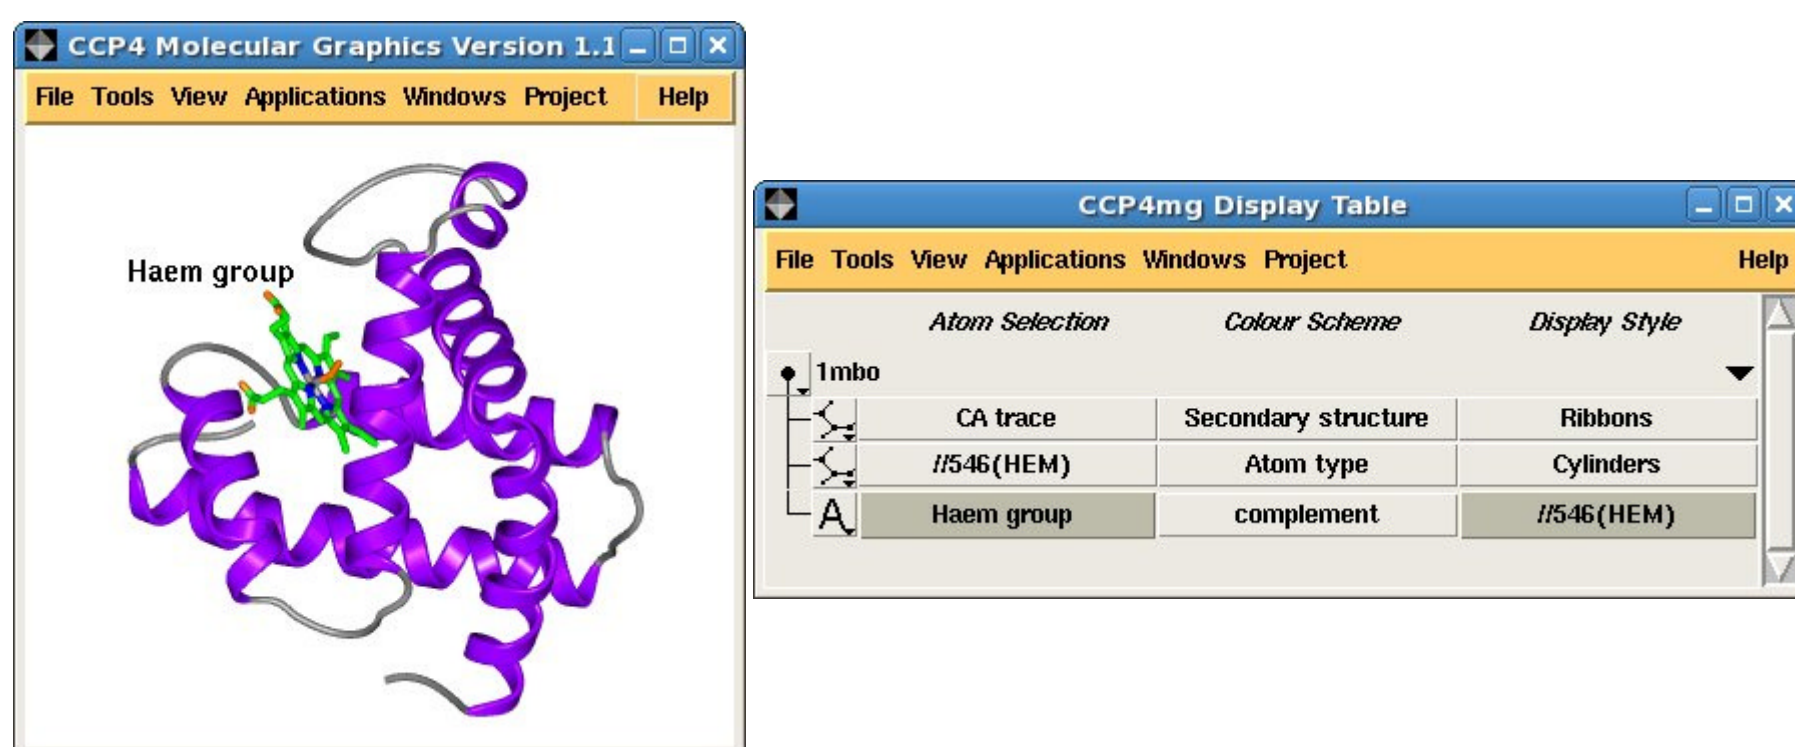 CCP4 Molecular Graphics Version 1.1
File Tools View Applications Windows Project Help
Haem group
CCP4mg Display Table
File Tools View Applications Windows Project Help
Atom Selection Colour Scheme Display Style
1mbo
CA trace Secondary structure Ribbons
//546(HEM) Atom type Cylinders
A Haem group complement //546(HEM)